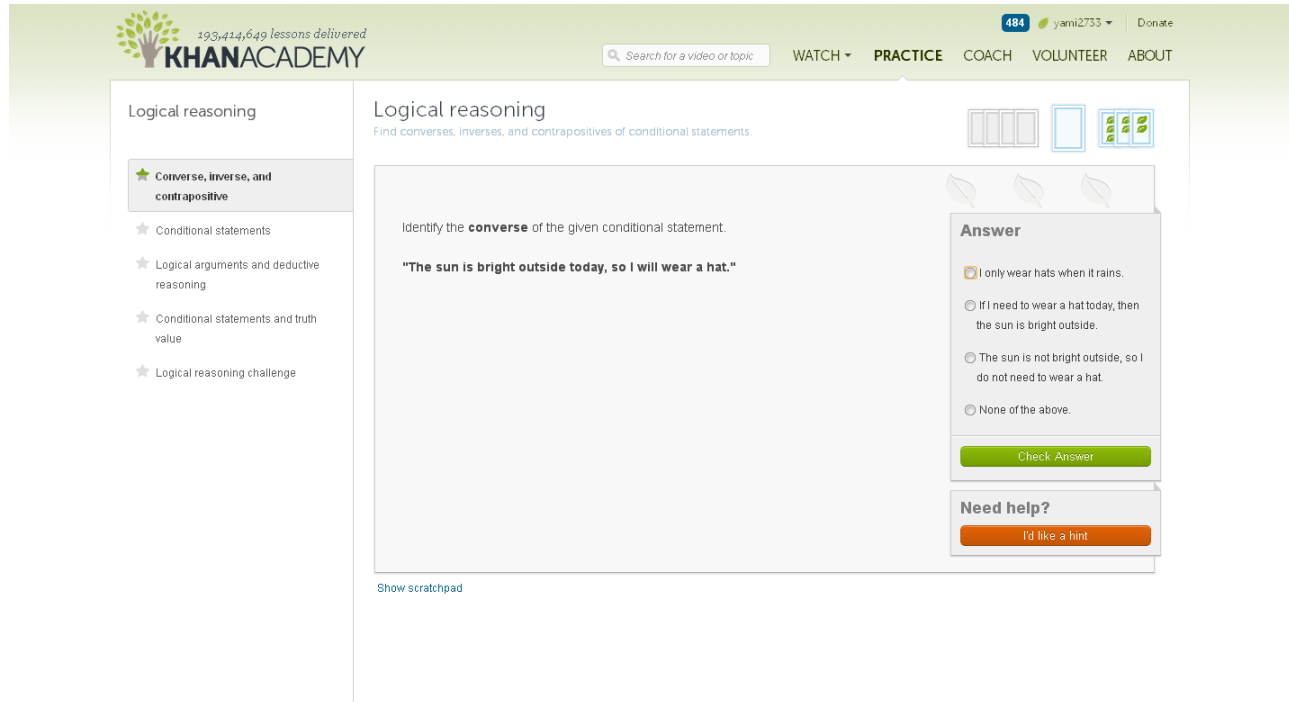 484 yami2733 Donate
193,414,649 lessons delivered
KHANACADEMY
Search for a video or topic WATCH PRACTICE COACH VOLUNTEER ABOUT
Logical reasoning
Converse, inverse, and
contrapositive
Conditional statements
Logical arguments and deductive
reasoning
Conditional statements and truth
value
Logical reasoning challenge
Logical reasoning
Find converses, inverses, and contrapositives of conditional statements.
Identify the converse of the given conditional statement.
"The sun is bright outside today, so I will wear a hat."
Answer
I only wear hats when it rains.
If I need to wear a hat today, then
the sun is bright outside.
The sun is not bright outside, so I
do not need to wear a hat.
None of the above.
Check Answer
Need help?
I'd like a hint
Show scratchpad